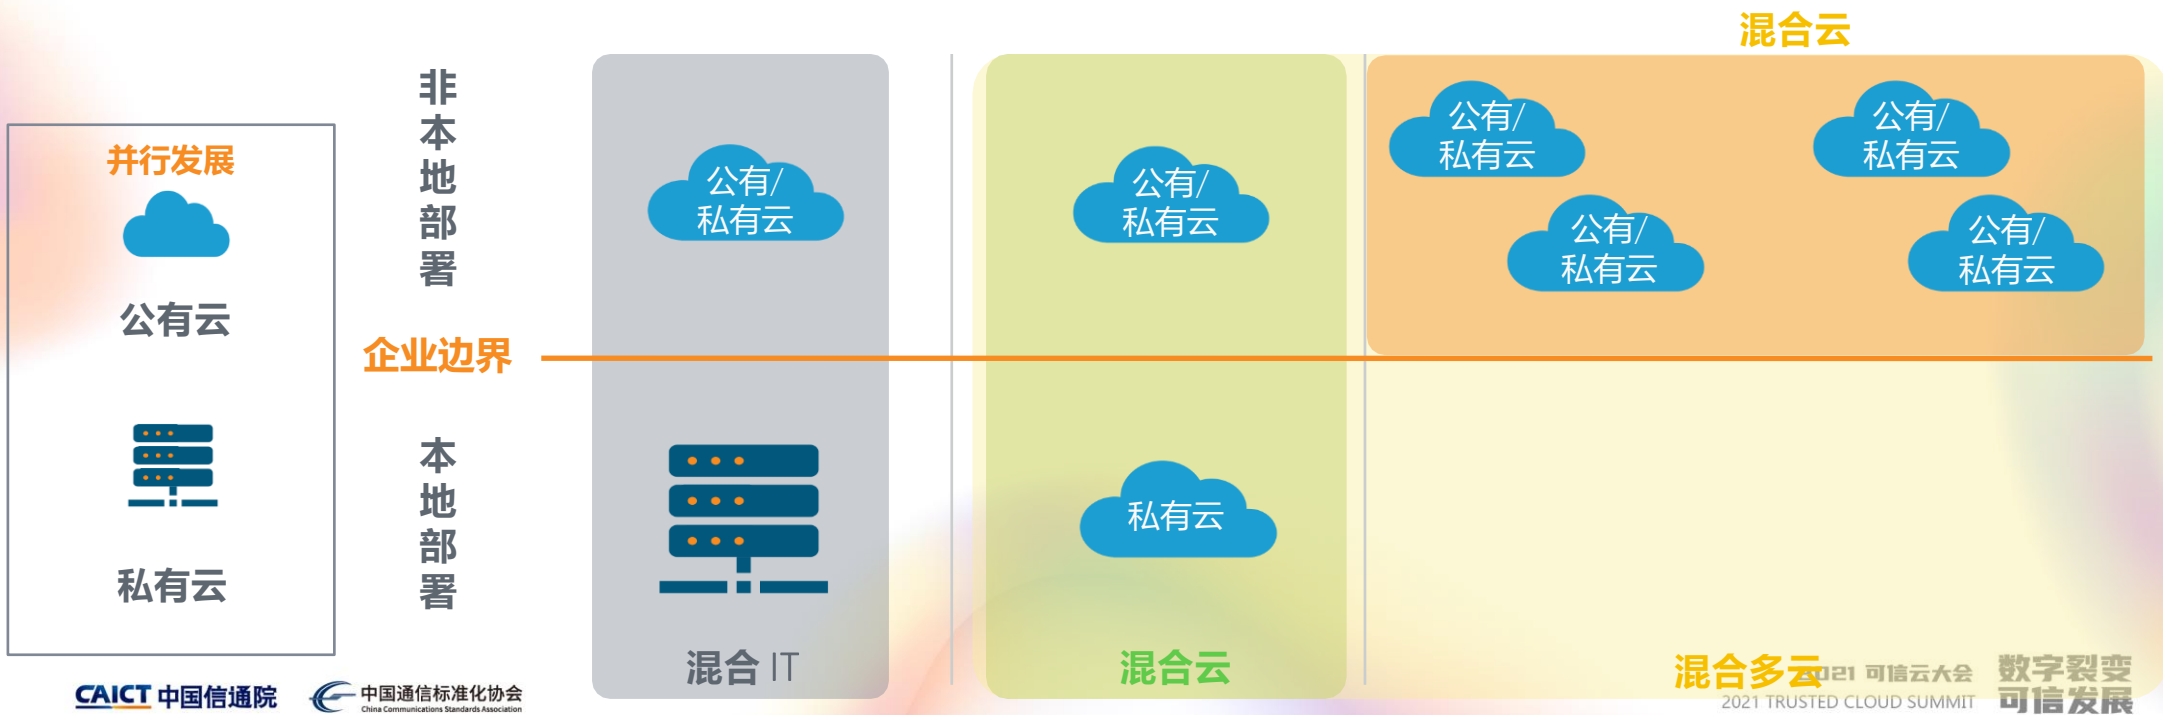 混合云
并行发展
公有云
私有云
非本地部署
企业边界
本地部署
公有/
私有云
混合 IT
公有/
私有云
私有云
混合云
公有/
私有云
公有/
私有云
公有/
私有云
公有/
私有云
混合多云
CAICT 中国信通院
中国通信标准化协会
China Communications Standards Association
2021 可信云大会
2021 TRUSTED CLOUD SUMMIT
数字裂变
可信发展